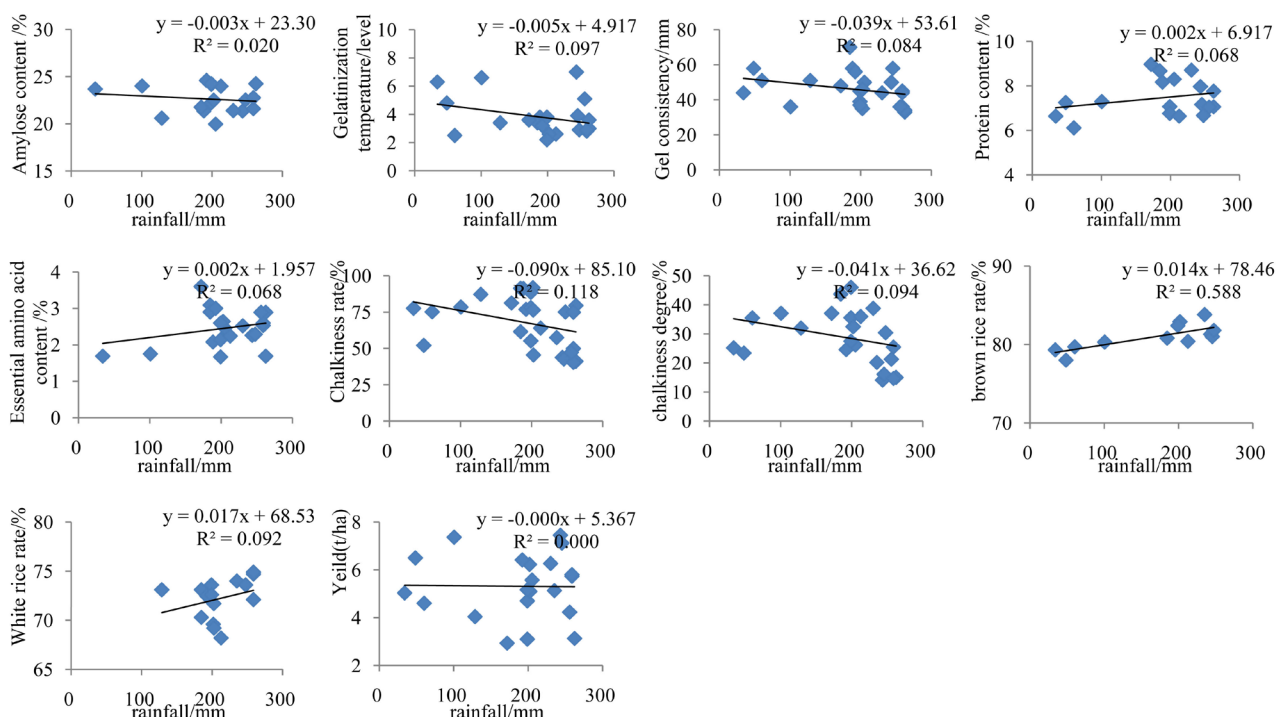 y = -0.003x + 23.30
R² = 0.020
Amylose content /%
30
25
20
15
0
100
200
300
rainfall/mm
y = -0.005x + 4.917
R² = 0.097
Gelatinization
temperature/level
10
8
6
4
2
0
0
100
200
300
rainfall/mm
y = -0.039x + 53.61
R² = 0.084
Gel consistency/mm
80
60
40
20
0
0
100
200
300
rainfall/mm
y = 0.002x + 6.917
R² = 0.068
Protein content /%
10
8
6
4
0
100
200
300
rainfall/mm
y = 0.002x + 1.957
R² = 0.068
Essential amino acid
content /%
4
3
2
1
0
0
100
200
300
rainfall/mm
y = -0.090x + 85.10
R² = 0.118
Chalkiness rate/%
100
75
50
25
0
0
100
200
300
rainfall/mm
y = -0.041x + 36.62
R² = 0.094
chalkiness degree/%
50
40
30
20
10
0
0
100
200
300
rainfall/mm
y = 0.014x + 78.46
R² = 0.588
brown rice rate/%
90
80
70
0
100
200
300
rainfall/mm
y = 0.017x + 68.53
R² = 0.092
White rice rate/%
80
75
70
65
0
100
200
300
rainfall/mm
y = -0.000x + 5.367
R² = 0.000
Yeild(t/ha)
8
6
4
2
0
100
200
300
rainfall/mm